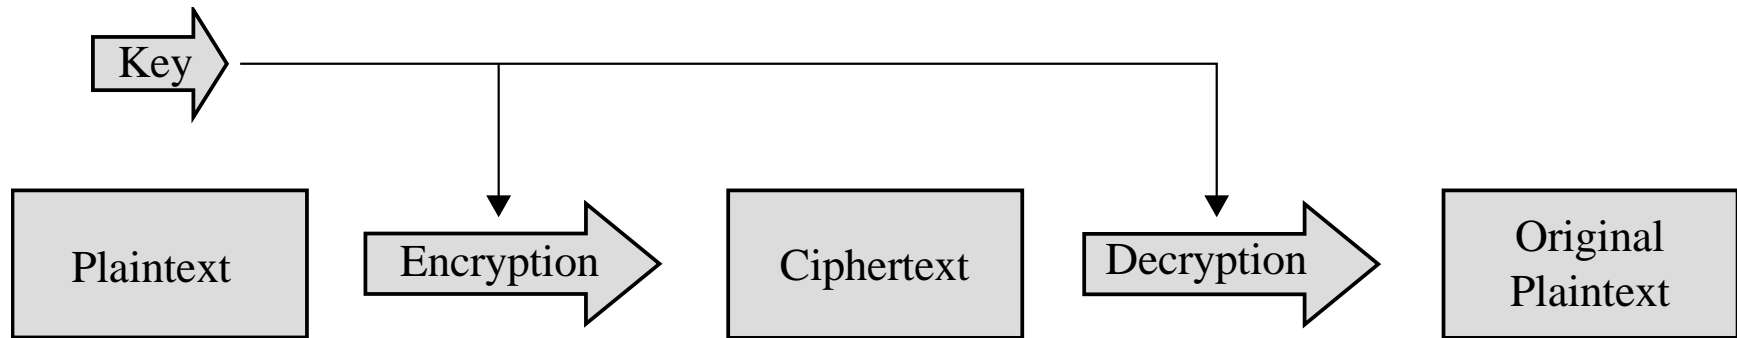 Key
Plaintext
Encryption
Ciphertext
Decryption
Original
Plaintext